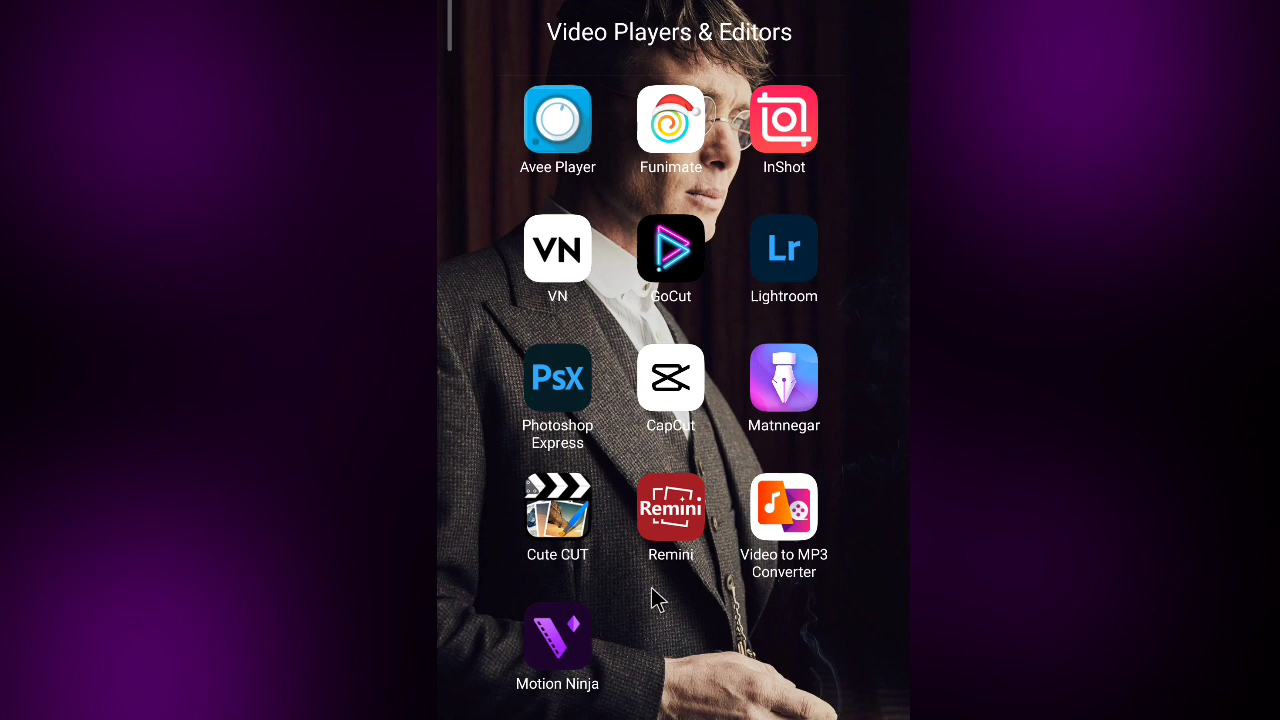 Video Players & Editors
Avee Player
Funimate
InShot
VN
VN
GoCut
Lr
Lightroom
PsX
Photoshop
Express
CapCut
Matnnegar
Cute CUT
Remini
Remini
Video to MP3
Converter
Motion Ninja